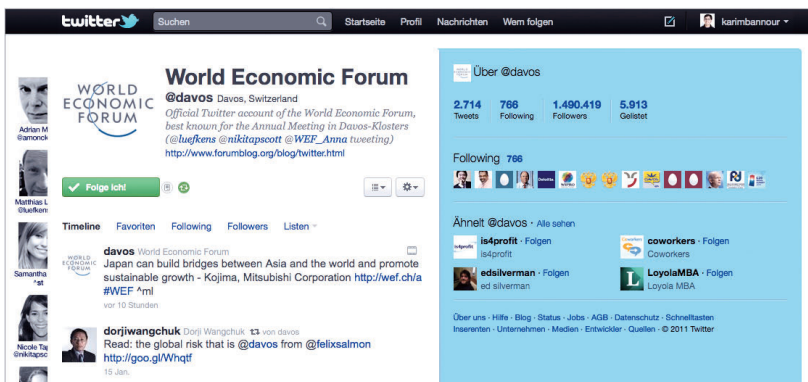 twitter
Suchen
Startseite Profil Nachrichten Wem folgen
karimbannour
Adrian M
@amonck
Matthias L
@luefken
Samantha
^st
Nicole Tap
@nikitapsc
WORLD
ECONOMIC
FORUM
World Economic Forum
@davos Davos, Switzerland
Official Twitter account of the World Economic Forum,
best known for the Annual Meeting in Davos-Klosters
(@luefkens @nikitapscott @WEF_Anna tweeting)
http://www.forumblog.org/blog/twitter.html
Folge ich!
Timeline Favoriten Following Followers Listen
WORLD
ECONOMIC
FORUM
davos World Economic Forum
Japan can build bridges between Asia and the world and promote
sustainable growth - Kojima, Mitsubishi Corporation http://wef.ch/a
#WEF ^ml
vor 10 Stunden
dorjiwangchuk Dorji Wangchuk von davos
Read: the global risk that is @davos from @felixsalmon
http://goo.gl/Whqtf
15 Jan.
Über @davos
2.714 766 1.490.419 5.913
Tweets Following Followers Gelistet
Following 766
Deloitte
Ähnelt @davos · Alle sehen
is4profit · Folgen
is4profit
coworkers · Folgen
Coworkers
edsilverman · Folgen
ed silverman
L
LoyolaMBA · Folgen
Loyola MBA
Über uns · Hilfe · Blog · Status · Jobs · AGB · Datenschutz · Schnelltasten
Inserenten · Unternehmen · Medien · Entwickler · Quellen · © 2011 Twitter